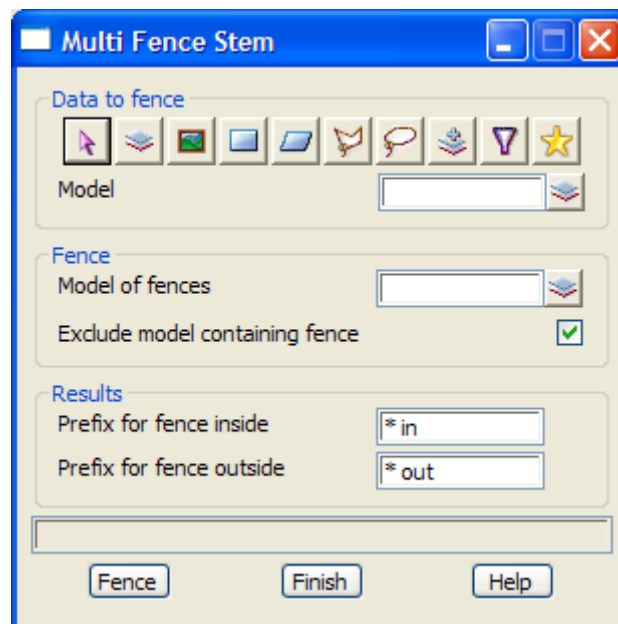 Multi Fence Stem
Data to fence
Model
Fence
Model of fences
Exclude model containing fence
Results
Prefix for fence inside
* in
Prefix for fence outside
* out
Fence Finish Help